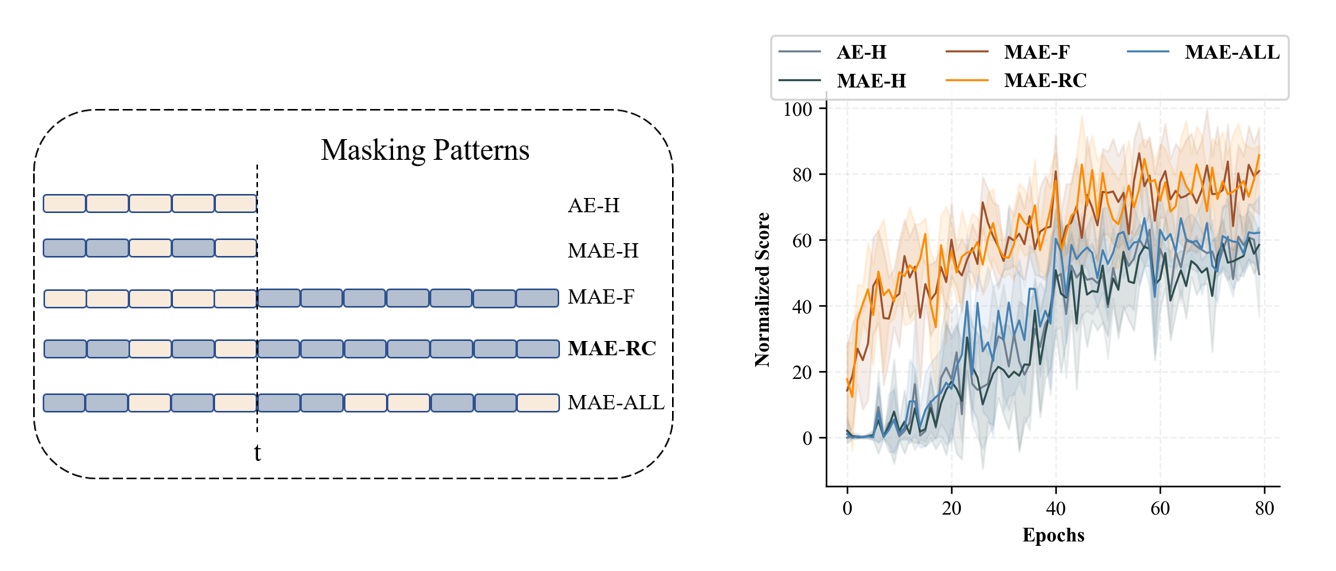 Masking Patterns
AE-H
MAE-H
MAE-F
MAE-RC
MAE-ALL
t
AE-H MAE-F MAE-ALL
MAE-H MAE-RC
100
80
60
40
20
0
Normalized Score
0 20 40 60 80
Epochs